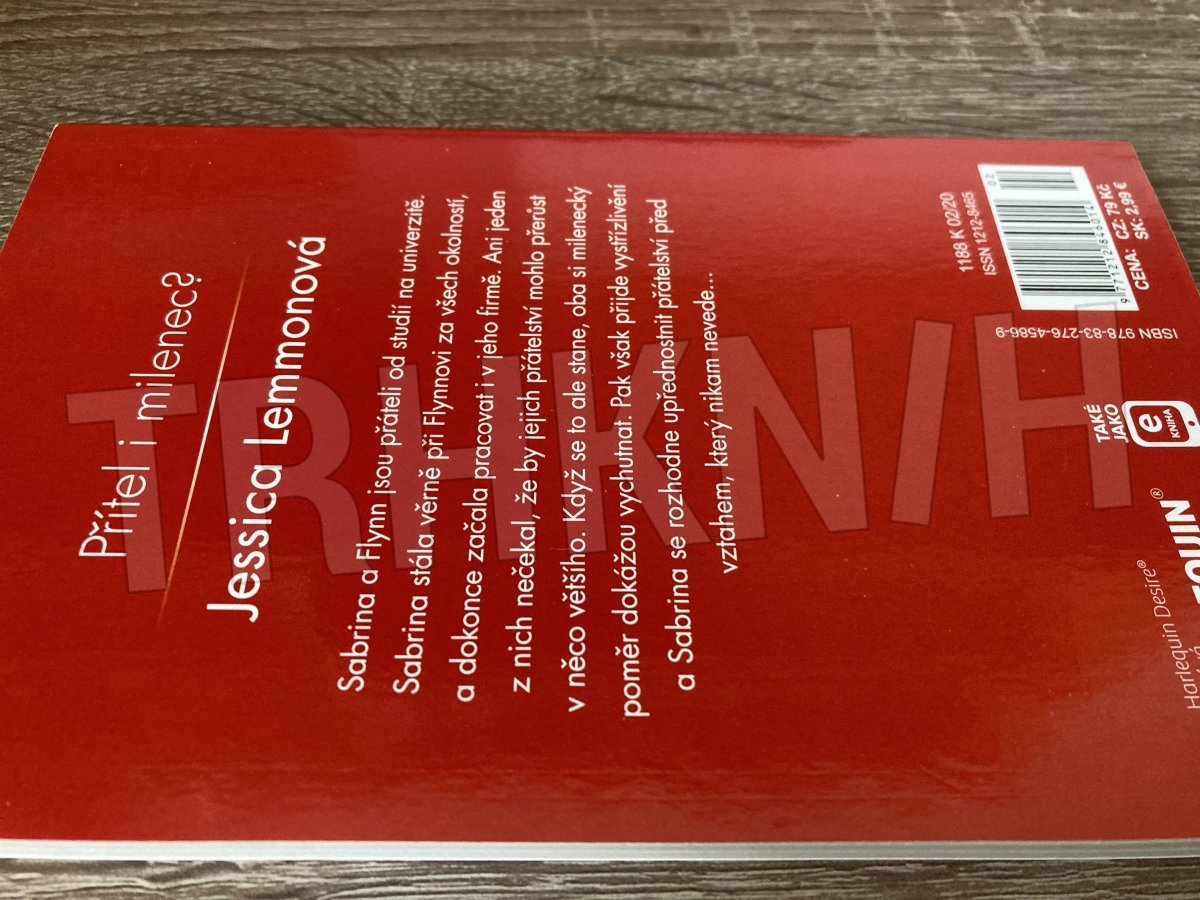 Přítel i milenec?
Jessica Lemmonová
Sabrina a Flynn jsou přáteli od studií na univerzitě.
Sabrina stála věrně při Flynnovi za všech okolností,
a dokonce začala pracovat i v jeho firmě. Ani jeden
z nich nečekal, že by jejich přátelství mohlo přerůst
v něco většího. Když se to ale stane, oba si milenecký
poměr dokážou vychutnat. Pak však přijde vystřízlivění
a Sabrina se rozhodne upřednostnit přátelství před
vztahem, který nikam nevede...
1188 K 02/20
ISSN 1212-8465
02
9 771212 846014
CENA: CZ: 79 Kč
SK: 2,99 €
ISBN 978-83-276-4586-9
TAKÉ
JAKO
e
KNIHA
Harlequin Desire®
TRHKNIH